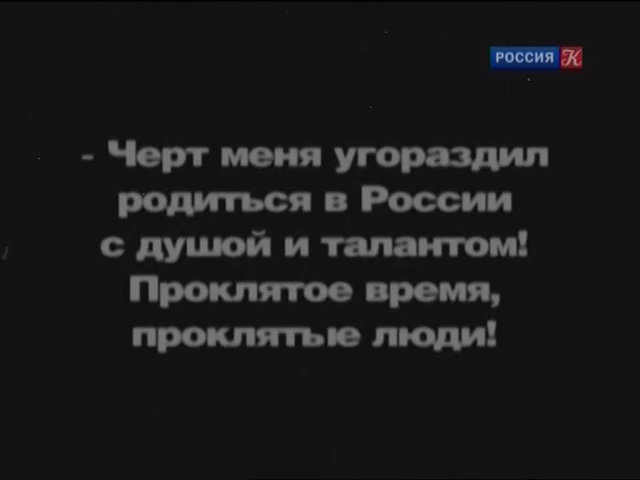 РОССИЯ К
- Черт меня угораздил
родиться в России
с душой и талантом!
Проклятое время,
проклятые люди!